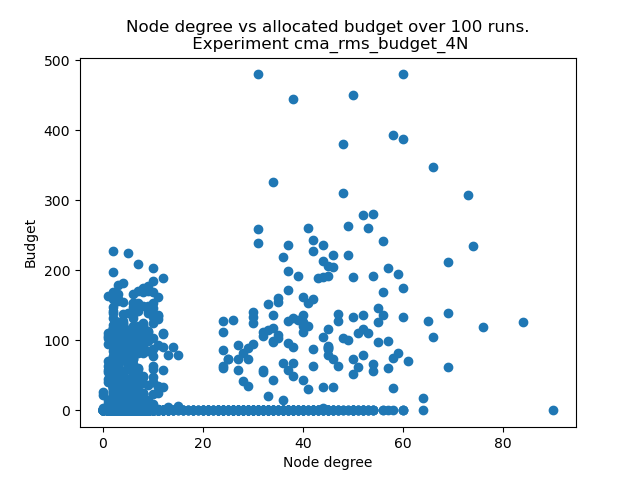 Node degree vs allocated budget over 100 runs.
Experiment cma_rms_budget_4N
500
400
300
200
100
0
Budget
0 20 40 60 80
Node degree